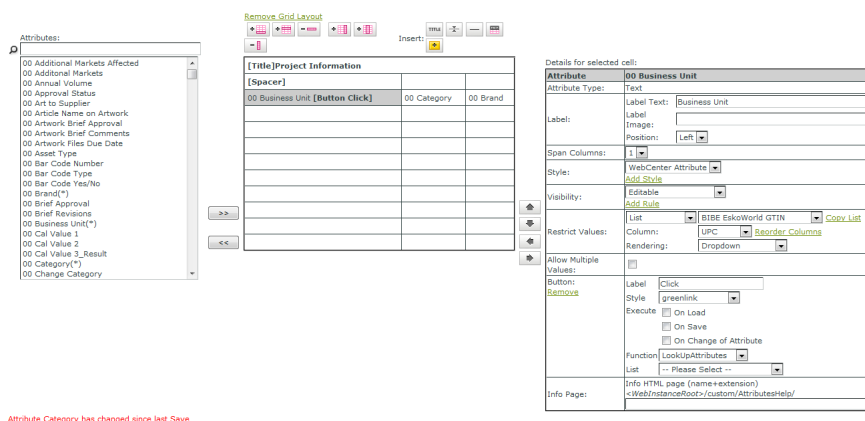 Remove Grid Layout
Attributes:
Insert:
TITLE
00 Additional Markets Affected
00 Additonal Markets
00 Annual Volume
00 Approval Status
00 Art to Supplier
00 Article Name on Artwork
00 Artwork Brief Approval
00 Artwork Brief Comments
00 Artwork Files Due Date
00 Asset Type
00 Bar Code Number
00 Bar Code Type
00 Bar Code Yes/No
00 Brand(*)
00 Brief Approval
00 Brief Revisions
00 Business Unit(*)
00 Cal Value 1
00 Cal Value 2
00 Cal Value 3_Result
00 Category(*)
00 Change Category
>>
<<
[Title]Project Information
[Spacer]
00 Business Unit [Button Click] 00 Category 00 Brand
Details for selected cell:
Attribute 00 Business Unit
Attribute Type: Text
Label: Label Text: Business Unit
Label Image:
Position: Left
Span Columns: 1
Style: WebCenter Attribute
Add Style
Visibility: Editable
Add Rule
Restrict Values: List BIBE EskoWorld GTIN Copy List
Column: UPC Reorder Columns
Rendering: Dropdown
Allow Multiple Values:
Button: Label Click
Remove Style greenlink
Execute On Load
On Save
On Change of Attribute
Function LookUpAttributes
List -- Please Select --
Info Page: Info HTML page (name+extension)
<WebInstanceRoot>/custom/AttributesHelp/
Attribute Category has changed since last Save